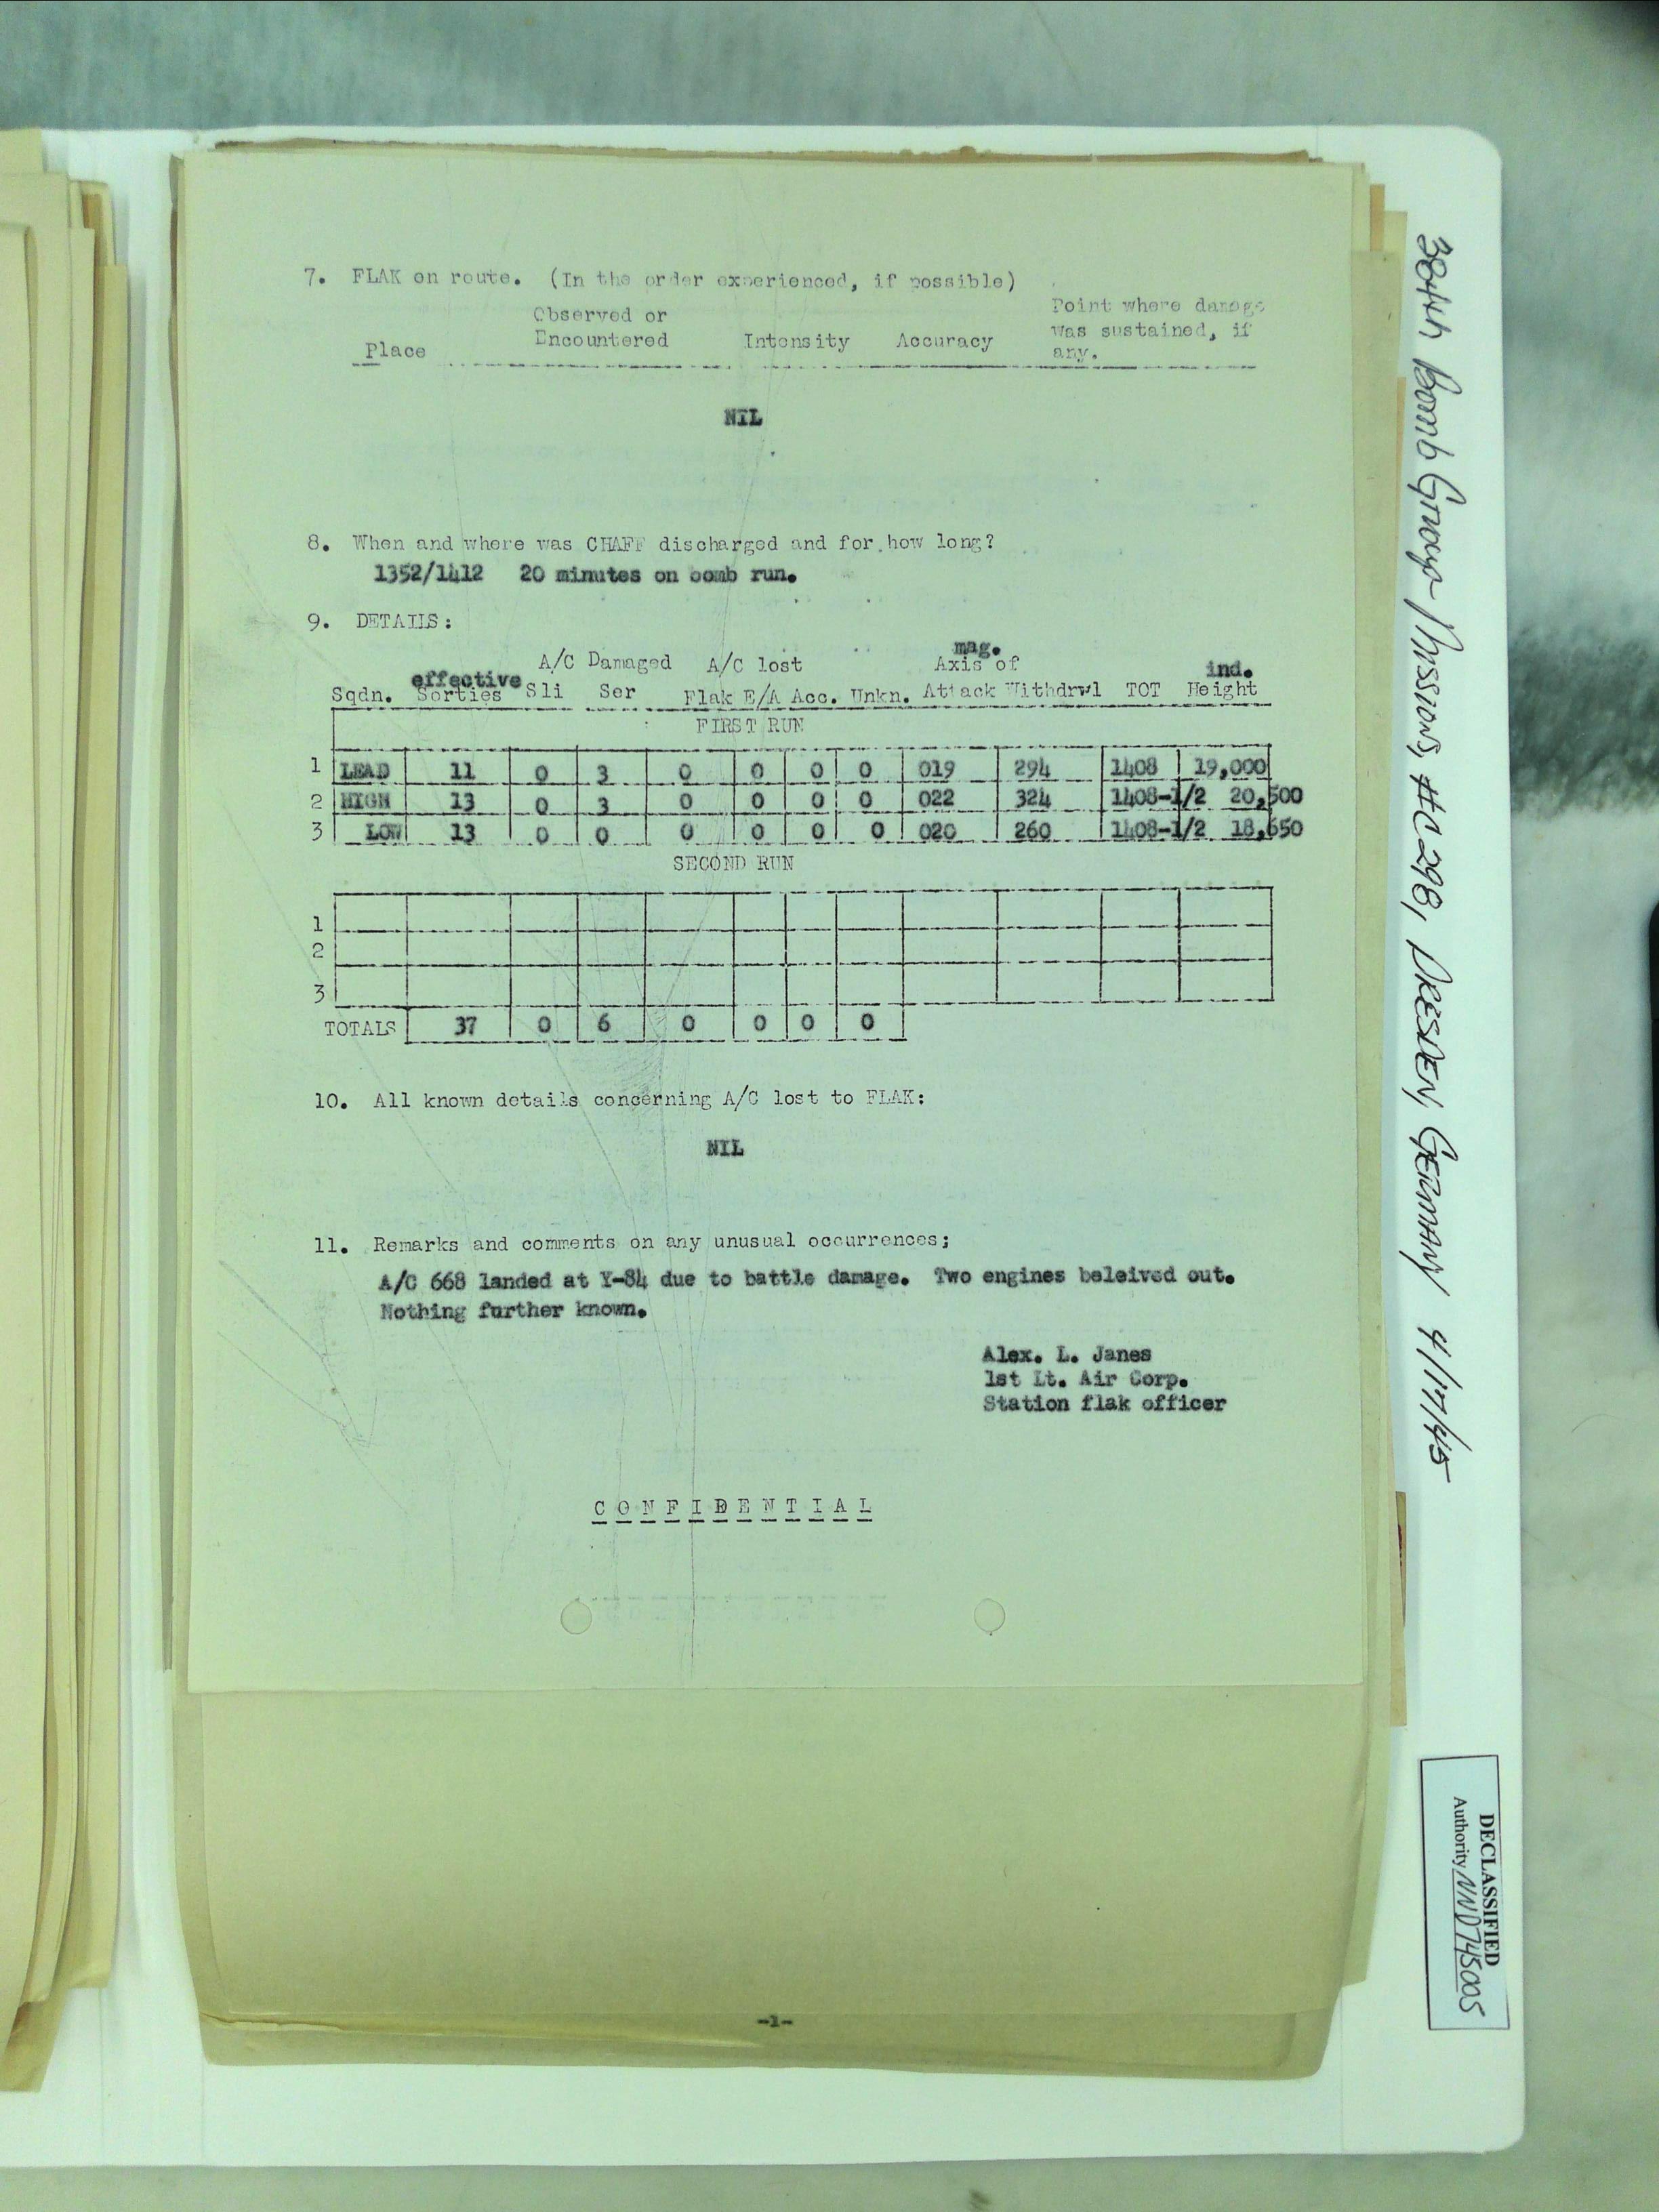 7. FLAK on route. (In the order experienced, if possible)
Place Observed or Encountered Intensity Accuracy Point where damage was sustained, if any.
NIL
8. When and where was CHAFF discharged and for how long?
1352/1412 20 minutes on bomb run.
9. DETAILS:
mag.
A/C Damaged A/C lost Axis of ind.
Sqdn. effective Sorties Sli Ser Flak E/A Acc. Unkn. Attack Withdrwl TOT Height
FIRST RUN
1 LEAD 11 0 3 0 0 0 0 019 294 1408 19,000
2 HIGH 13 0 3 0 0 0 0 022 324 1408-1/2 20,500
3 LOW 13 0 0 0 0 0 0 020 260 1408-1/2 18,650
SECOND RUN
1
2
3
TOTALS 37 0 6 0 0 0 0
10. All known details concerning A/C lost to FLAK:
NIL
11. Remarks and comments on any unusual occurrences;
A/C 668 landed at Y-84 due to battle damage. Two engines beleived out.
Nothing further known.
Alex. L. Janes
1st Lt. Air Corp.
Station flak officer
CONFIDENTIAL
-1-
384th Bomb Group Mission, #C298, DRESDEN, GERMANY 4/17/45
DECLASSIFIED
Authority NND745005